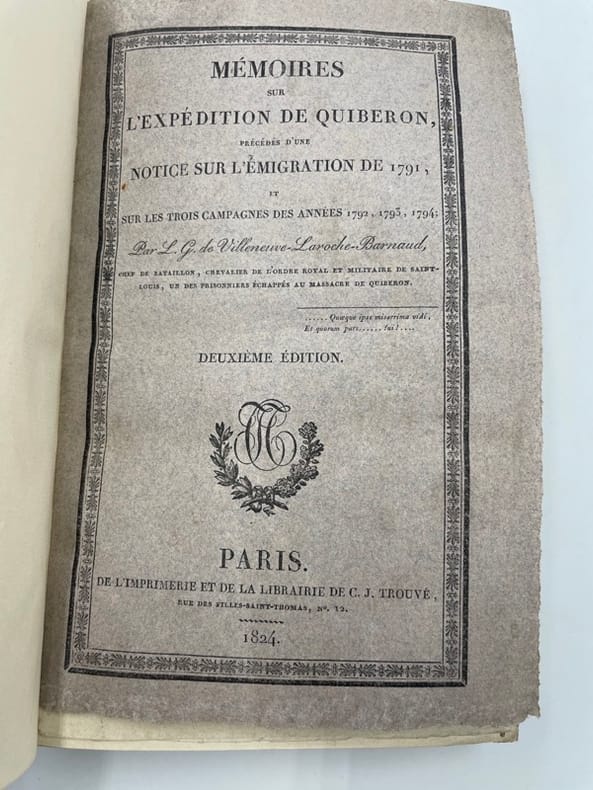 MÉMOIRES
SUR
L'EXPÉDITION DE QUIBERON,
PRÉCÉDÉS D'UNE
NOTICE SUR L'ÉMIGRATION DE 1791,
ET
SUR LES TROIS CAMPAGNES DES ANNÉES 1792, 1793, 1794;
Par L. G. de Villeneuve-Laroche-Barnaud,
CHEF DE BATAILLON, CHEVALIER DE L'ORDRE ROYAL ET MILITAIRE DE SAINT-
LOUIS, UN DES PRISONNIERS ÉCHAPPÉS AU MASSACRE DE QUIBERON.
...... Quæque ipse miserrima vidi,
Et quorum pars...... fui!....
DEUXIÈME ÉDITION.
PARIS.
DE L'IMPRIMERIE ET DE LA LIBRAIRIE DE C. J. TROUVÉ,
RUE DES FILLES-SAINT-THOMAS, No. 12.
1824.